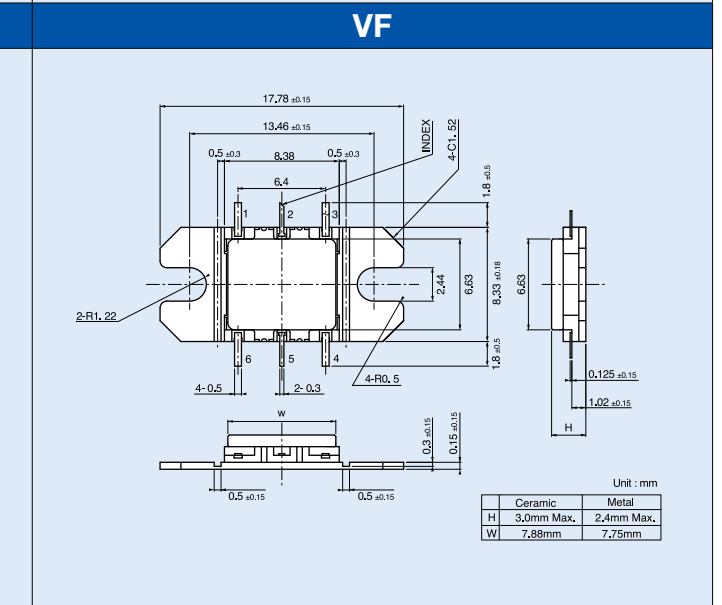 VF
17.78 ±0.15
13.46 ±0.15
0.5 ±0.3
8.38
0.5 ±0.3
6.4
INDEX
4-C1.52
1.8 ±0.5
1
2
3
2.44
6.63
8.33 ±0.18
6.63
2-R1.22
6
5
4
1.8 ±0.5
4-0.5
2-0.3
4-R0.5
0.125 ±0.15
1.02 ±0.15
H
w
0.3 ±0.15
0.15 ±0.15
0.5 ±0.15
0.5 ±0.15
Unit : mm
Ceramic Metal
H 3.0mm Max. 2.4mm Max.
W 7.88mm 7.75mm